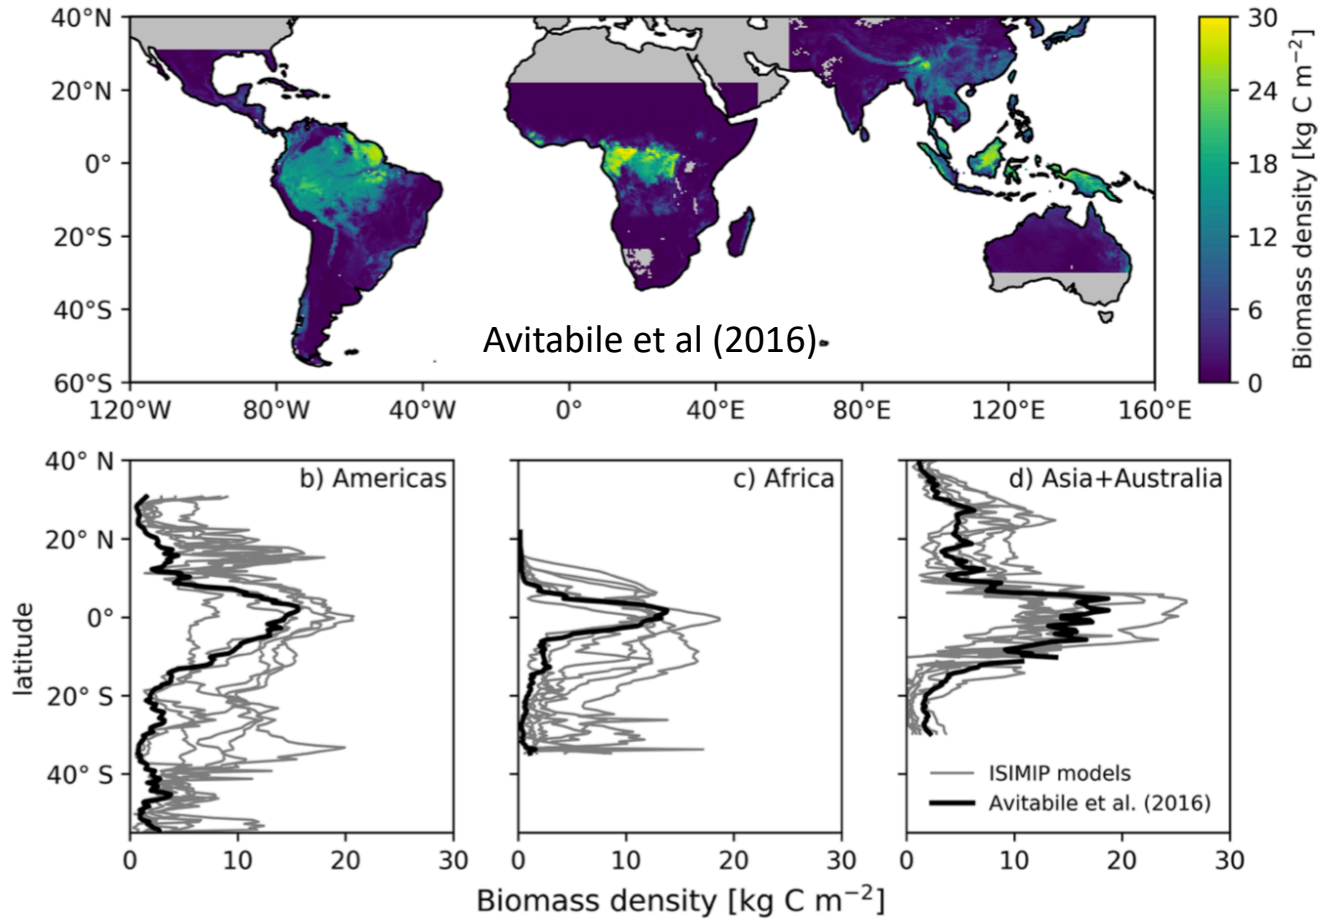 40°N
20°N
0°
20°S
40°S
60°S
120°W
80°W
40°W
0°
40°E
80°E
120°E
160°E
Avitabile et al (2016)
30
24
18
12
6
0
Biomass density [kg C m⁻²]
b) Americas
c) Africa
d) Asia+Australia
40° N
20° N
0°
20° S
40° S
latitude
ISIMIP models
Avitabile et al. (2016)
0 10 20 30
0 10 20 30
0 10 20 30
Biomass density [kg C m⁻²]